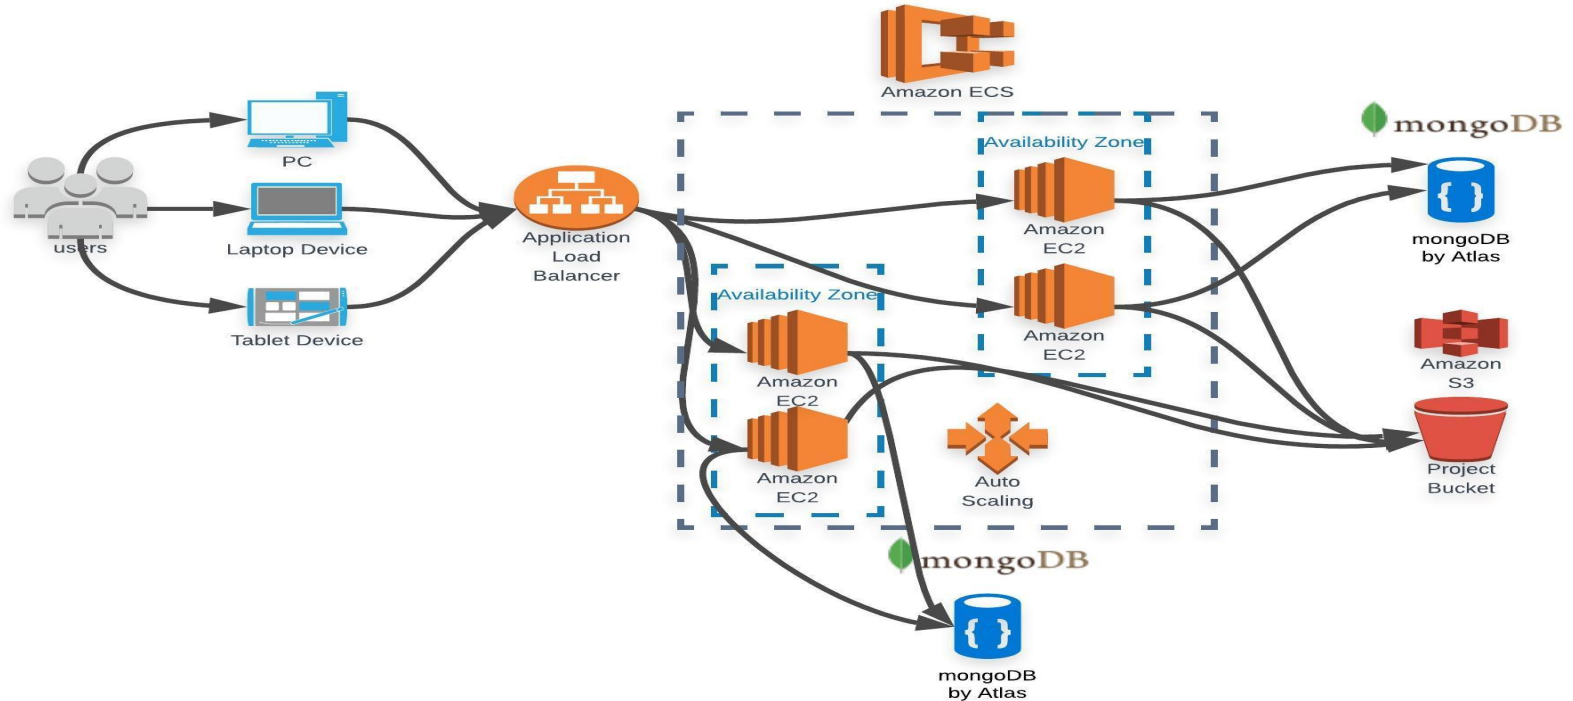 Amazon ECS
mongoDB
Availability Zone
PC
users
Laptop Device
Tablet Device
Application
Load
Balancer
Amazon
EC2
Amazon
EC2
Availability Zone
Amazon
EC2
Amazon
EC2
Auto
Scaling
{ }
mongoDB
by Atlas
Amazon
S3
Project
Bucket
mongoDB
{ }
mongoDB
by Atlas